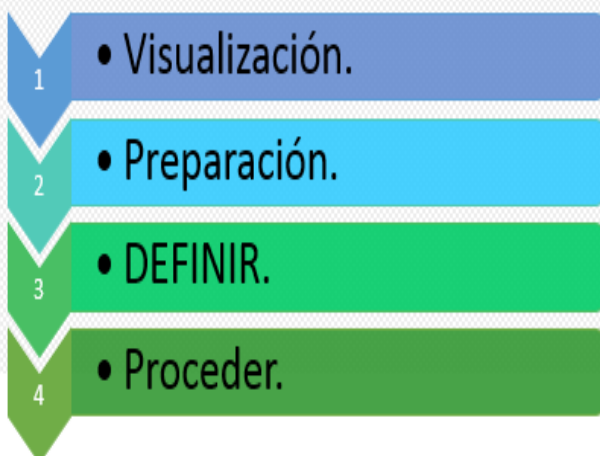 1 • Visualización.
2 • Preparación.
3 • DEFINIR.
4 • Proceder.